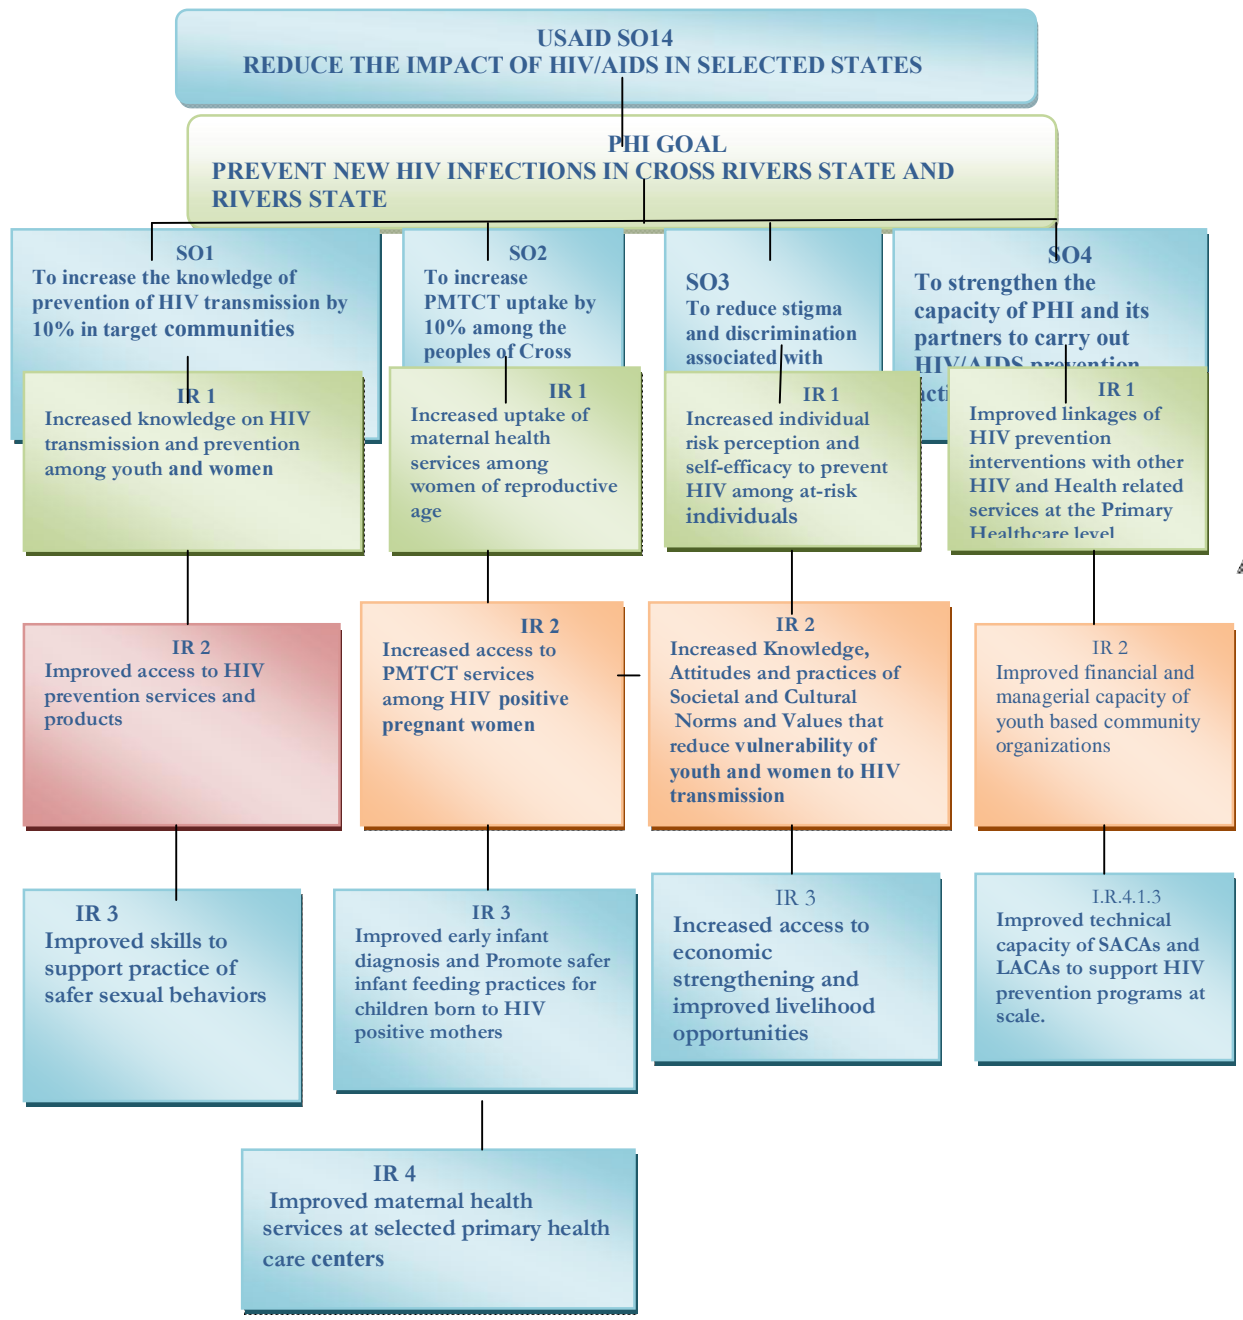 USAID SO14
REDUCE THE IMPACT OF HIV/AIDS IN SELECTED STATES
PHI GOAL
PREVENT NEW HIV INFECTIONS IN CROSS RIVERS STATE AND
RIVERS STATE
SO1
To increase the knowledge of
prevention of HIV transmission by
10% in target communities
SO2
To increase
PMTCT uptake by
10% among the
peoples of Cross
SO3
To reduce stigma
and discrimination
associated with
SO4
To strengthen the
capacity of PHI and its
partners to carry out
HIV/AIDS prevention
IR 1
Increased knowledge on HIV
transmission and prevention
among youth and women
IR 1
Increased uptake of
maternal health
services among
women of reproductive
age
IR 1
Increased individual
risk perception and
self-efficacy to prevent
HIV among at-risk
individuals
IR 1
Improved linkages of
HIV prevention
interventions with other
HIV and Health related
services at the Primary
Healthcare level
IR 2
Improved access to HIV
prevention services and
products
IR 2
Increased access to
PMTCT services
among HIV positive
pregnant women
IR 2
Increased Knowledge,
Attitudes and practices of
Societal and Cultural
Norms and Values that
reduce vulnerability of
youth and women to HIV
transmission
IR 2
Improved financial and
managerial capacity of
youth based community
organizations
IR 3
Improved skills to
support practice of
safer sexual behaviors
IR 3
Improved early infant
diagnosis and Promote safer
infant feeding practices for
children born to HIV
positive mothers
IR 3
Increased access to
economic
strengthening and
improved livelihood
opportunities
I.R.4.1.3
Improved technical
capacity of SACAs and
LACAs to support HIV
prevention programs at
scale.
IR 4
Improved maternal health
services at selected primary health
care centers